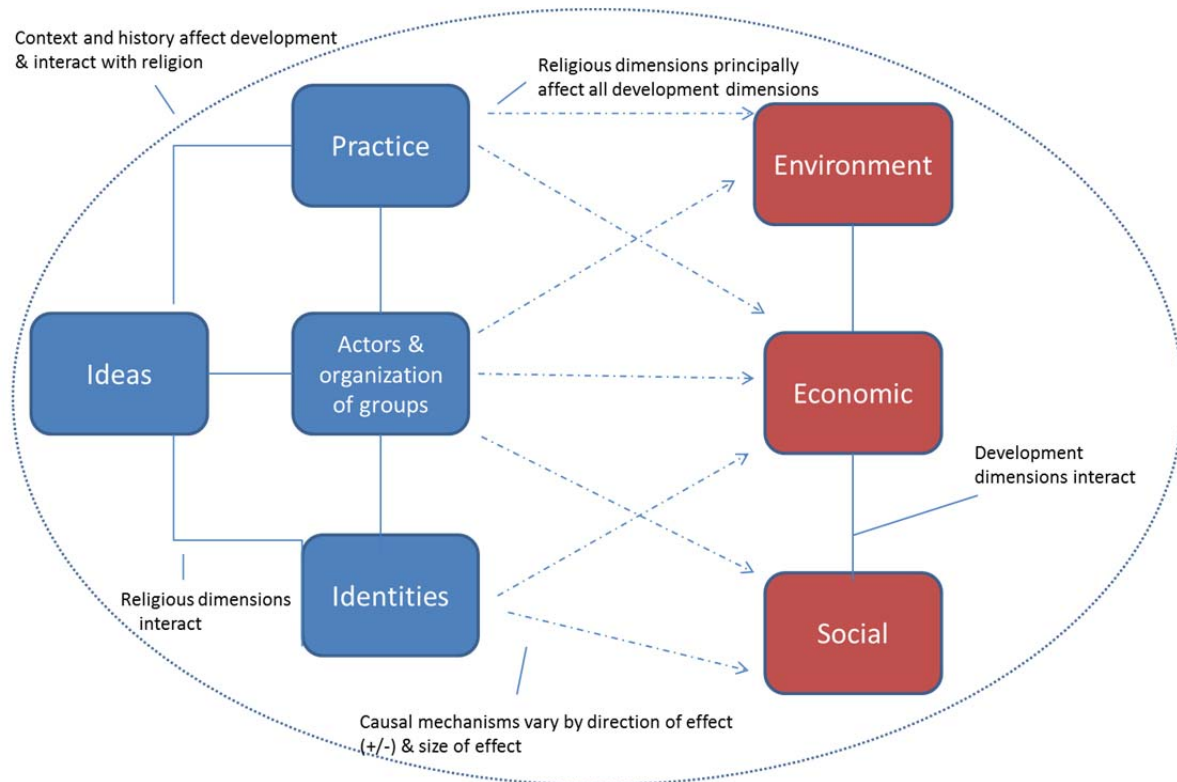 Context and history affect development
& interact with religion
Religious dimensions principally
affect all development dimensions
Practice
Environment
Ideas
Actors &
organization
of groups
Economic
Development
dimensions interact
Religious dimensions
interact
Identities
Social
Causal mechanisms vary by direction of effect
(+/-) & size of effect